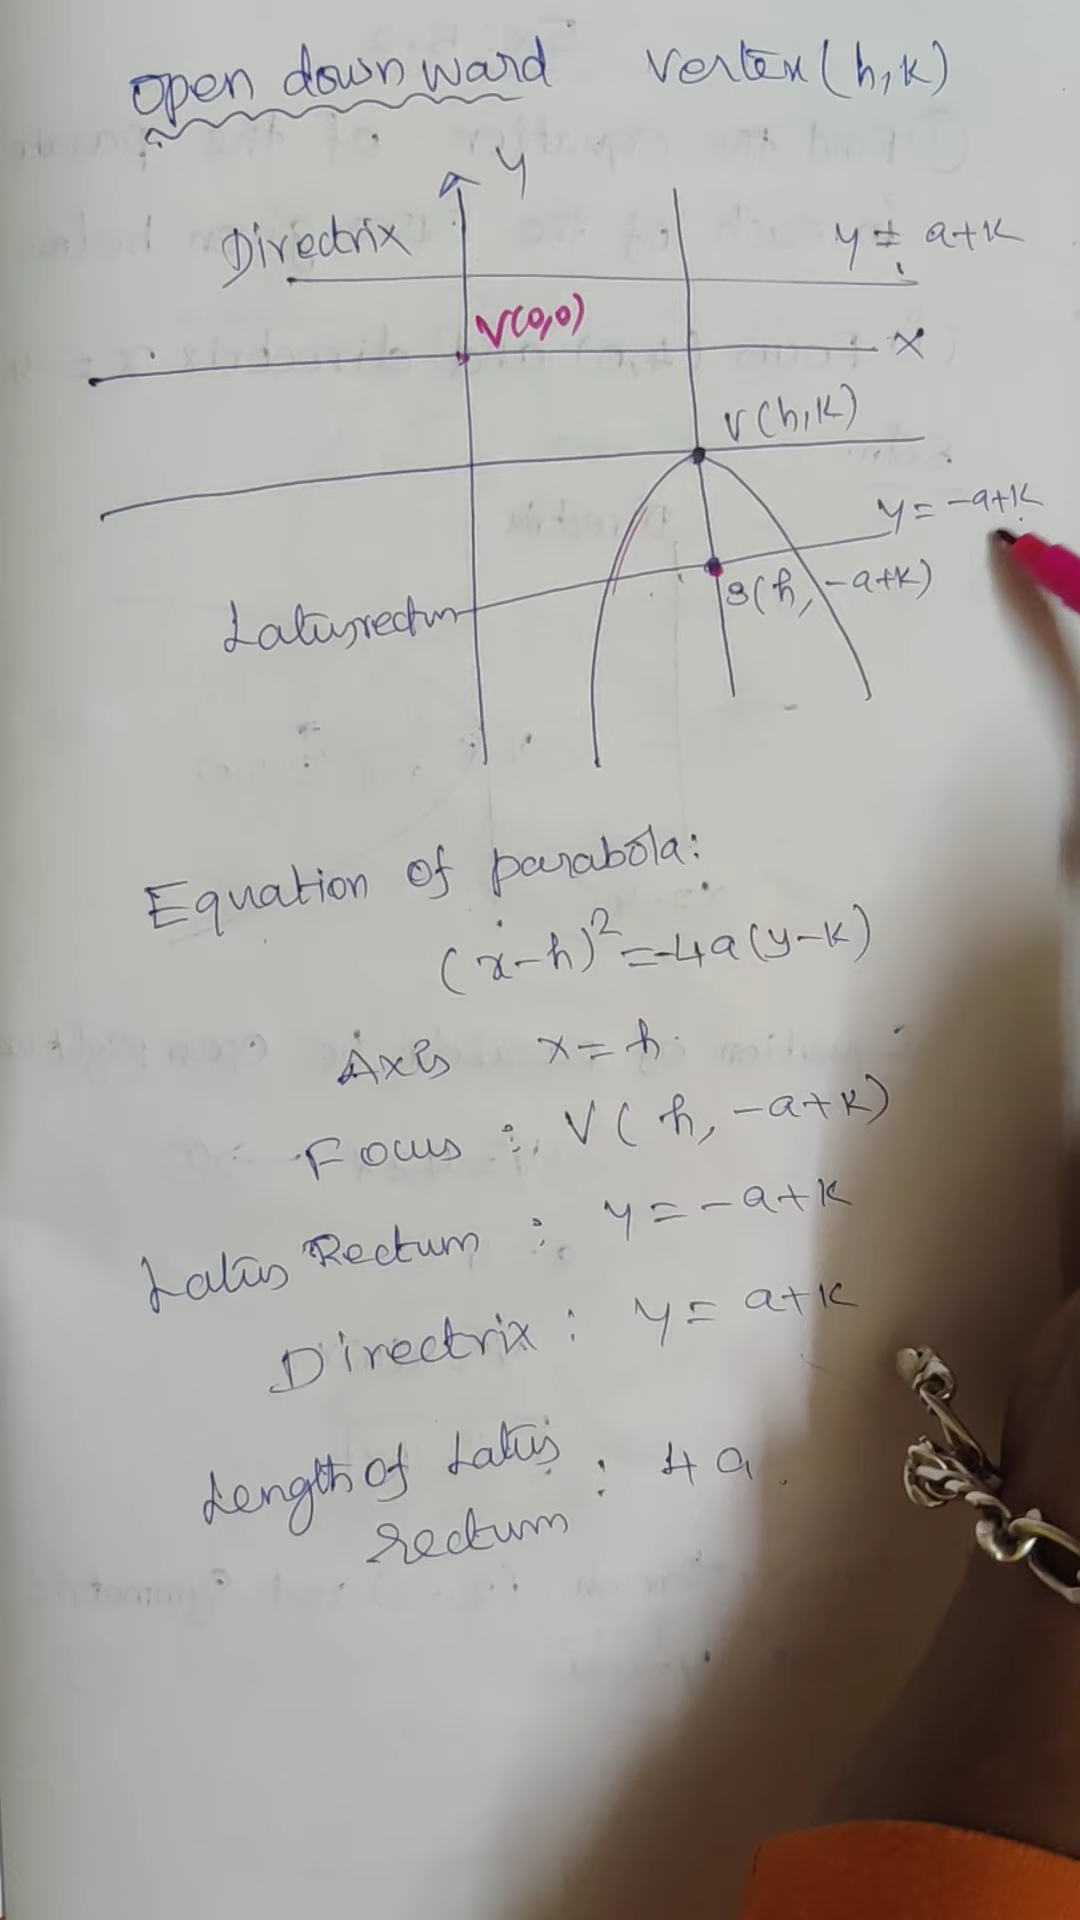 open downward Vertex (h,k)
y
Directrix
y = a+k
V(0,0)
x
V(h,k)
y = -a+k
S(h, -a+k)
Latusrectum
Equation of parabola:
(x-h)² = -4a(y-k)
Axis x = h
Focus : V(h, -a+k)
Latus Rectum : y = -a+k
Directrix : y = a+k
Length of Latus : 4a.
rectum